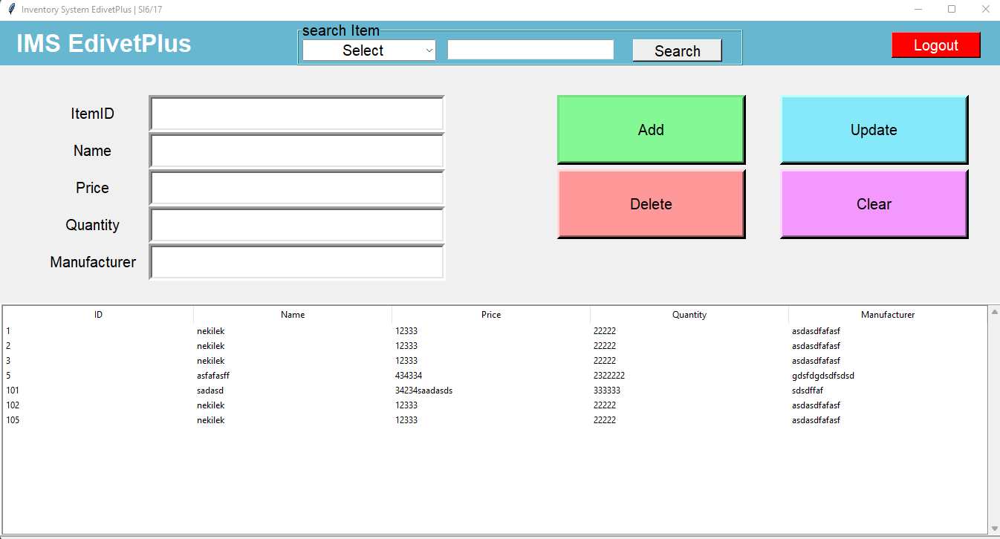 Inventory System EdivetPlus | SI6/17
IMS EdivetPlus
search Item
Select
Search
Logout
ItemID
Name
Price
Quantity
Manufacturer
Add
Update
Delete
Clear
ID Name Price Quantity Manufacturer
1 nekilek 12333 22222 asdasdfafasf
2 nekilek 12333 22222 asdasdfafasf
3 nekilek 12333 22222 asdasdfafasf
5 asfafasff 434334 2322222 gdsfdgdsdfsdsd
101 sadasd 34234saadasds 333333 sdsdffaf
102 nekilek 12333 22222 asdasdfafasf
105 nekilek 12333 22222 asdasdfafasf